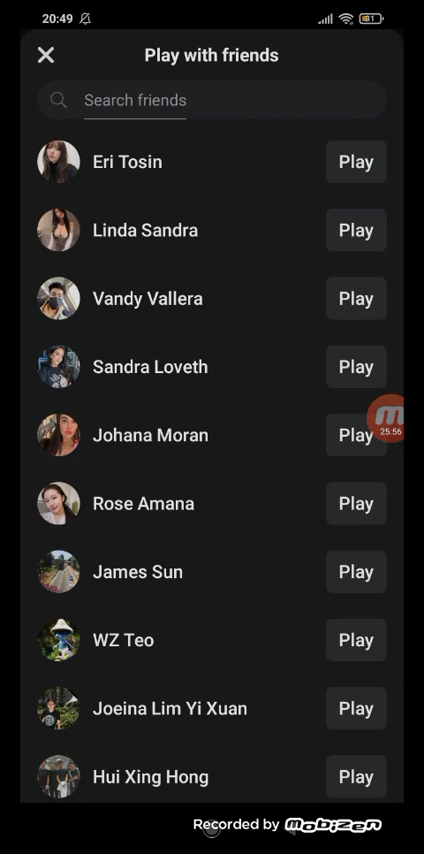 20:49
81
Play with friends
Search friends
Eri Tosin Play
Linda Sandra Play
Vandy Vallera Play
Sandra Loveth Play
Johana Moran Play
25:56
Rose Amana Play
James Sun Play
WZ Teo Play
Joeina Lim Yi Xuan Play
Hui Xing Hong Play
Recorded by Mobizen